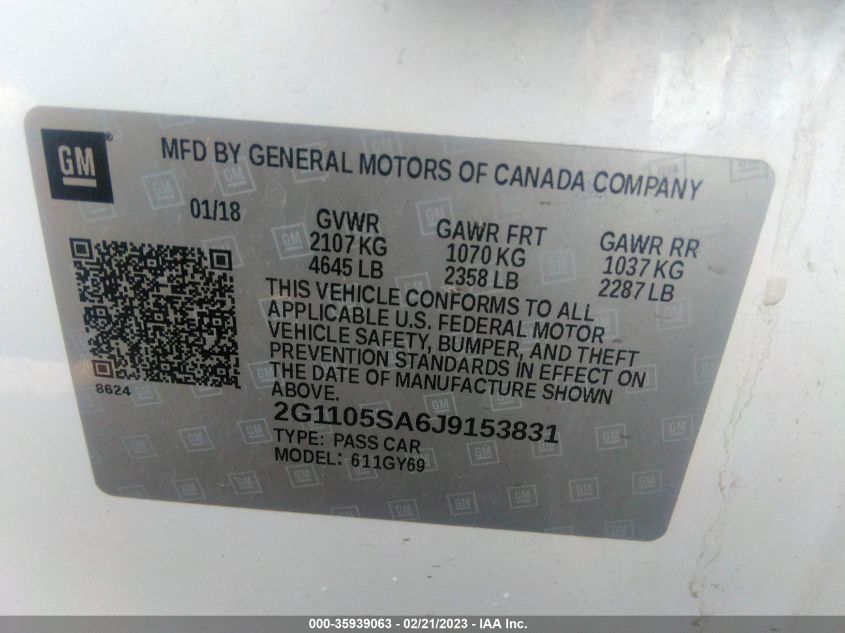 GM
MFD BY GENERAL MOTORS OF CANADA COMPANY
01/18
GVWR
2107 KG
4645 LB
GAWR FRT
1070 KG
2358 LB
GAWR RR
1037 KG
2287 LB
THIS VEHICLE CONFORMS TO ALL
APPLICABLE U.S. FEDERAL MOTOR
VEHICLE SAFETY, BUMPER, AND THEFT
PREVENTION STANDARDS IN EFFECT ON
THE DATE OF MANUFACTURE SHOWN
ABOVE.
8624
2G1105SA6J9153831
TYPE: PASS CAR
MODEL: 611GY69
000-35939063 - 02/21/2023 - IAAI.com.